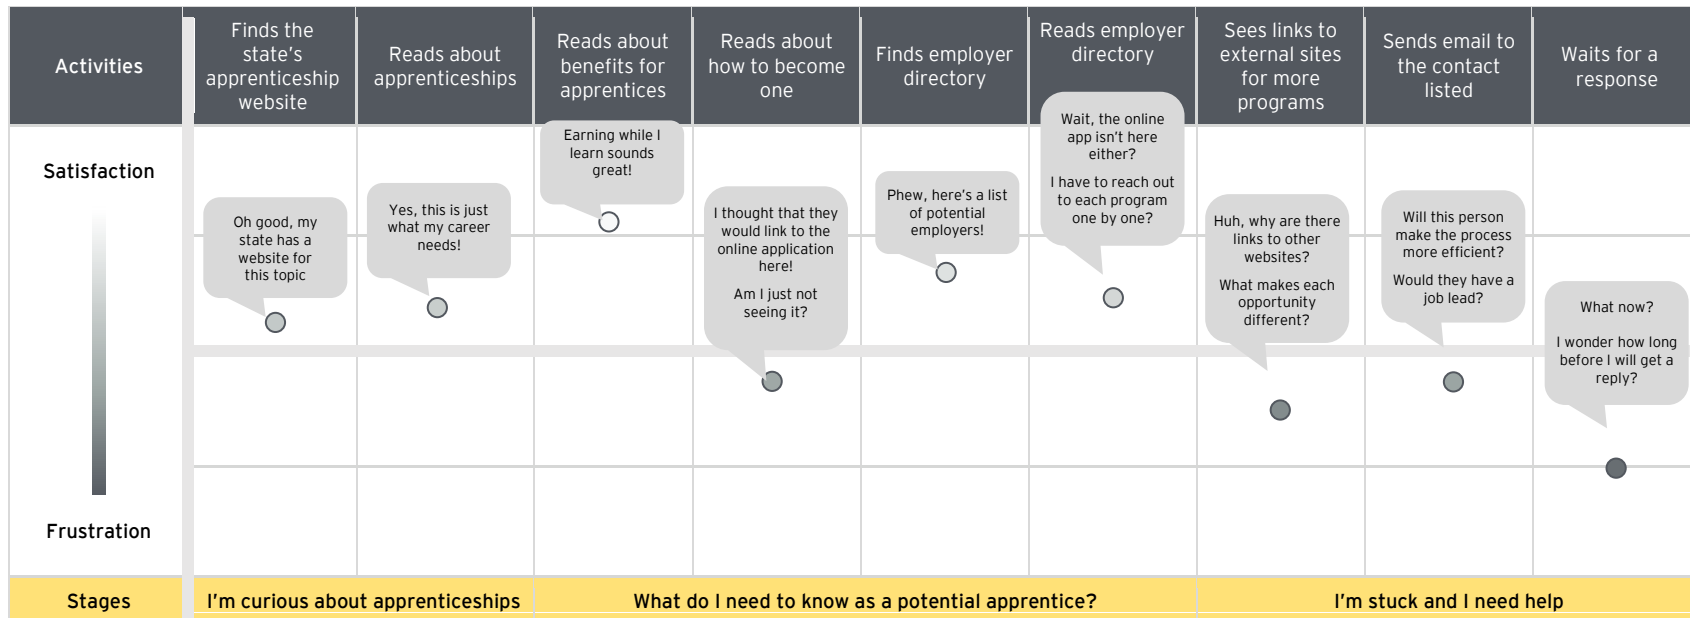 Activities
Finds the
state's
apprenticeship
website
Reads about
apprenticeships
Reads about
benefits for
apprentices
Reads about
how to become
one
Finds employer
directory
Reads employer
directory
Sees links to
external sites
for more
programs
Sends email to
the contact
listed
Waits for a
response
Satisfaction
Frustration
Oh good, my
state has a
website for
this topic
Yes, this is just
what my career
needs!
Earning while I
learn sounds
great!
I thought that they
would link to the
online application
here!
Am I just not
seeing it?
Phew, here's a list
of potential
employers!
Wait, the online
app isn't here
either?
I have to reach out
to each program
one by one?
Huh, why are there
links to other
websites?
What makes each
opportunity
different?
Will this person
make the process
more efficient?
Would they have a
job lead?
What now?
I wonder how long
before I will get a
reply?
Stages
I'm curious about apprenticeships
What do I need to know as a potential apprentice?
I'm stuck and I need help